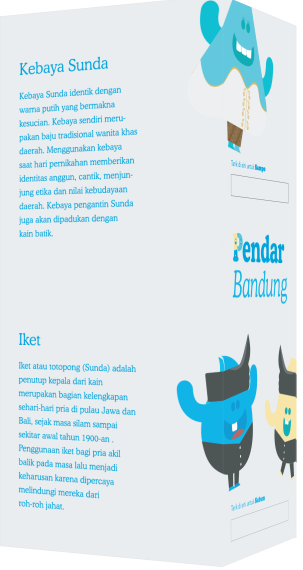 Kebaya Sunda
Kebaya Sunda identik dengan
warna putih yang bermakna
kesucian. Kebaya sendiri meru-
pakan baju tradisional wanita khas
daerah. Menggunakan kebaya
saat hari pernikahan memberikan
identitas anggun, cantik, menjun-
jung etika dan nilai kebudayaan
daerah. Kebaya pengantin Sunda
juga akan dipadukan dengan
kain batik.
Pendar
Bandung
Iket
Iket atau totopong (Sunda) adalah
penutup kepala dari kain
merupakan bagian kelengkapan
sehari-hari pria di pulau Jawa dan
Bali, sejak masa silam sampai
sekitar awal tahun 1900-an .
Penggunaan iket bagi pria akil
balik pada masa lalu menjadi
keharusan karena dipercaya
melindungi mereka dari
roh-roh jahat.